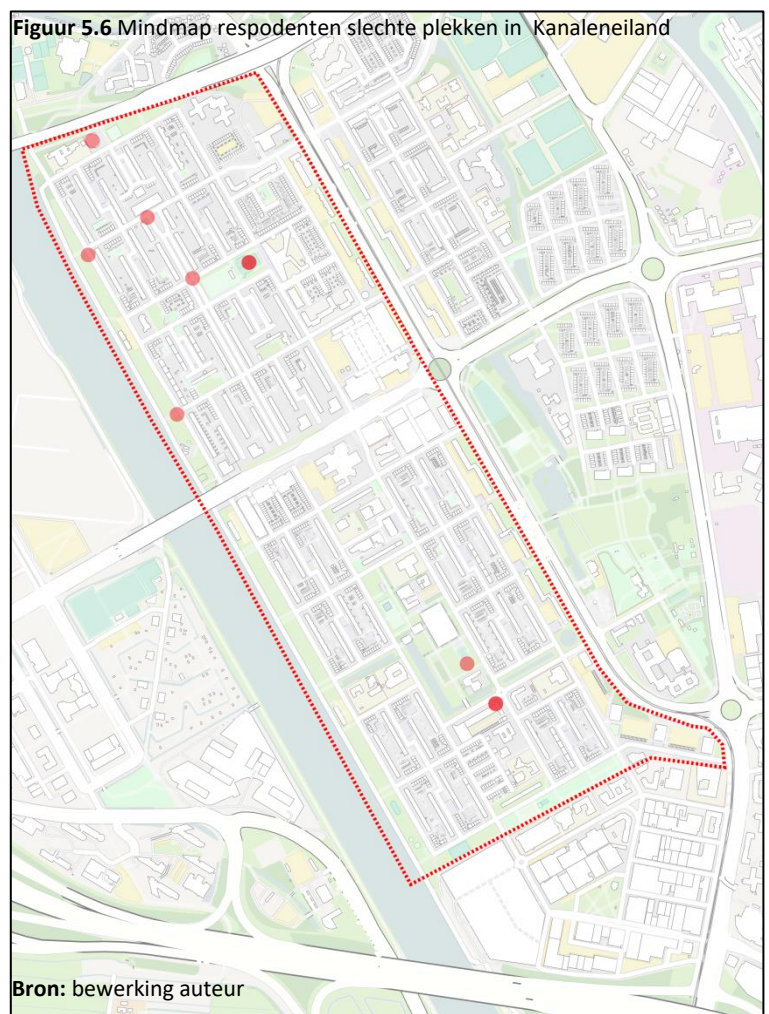 Figuur 5.6 Mindmap respodenten slechte plekken in Kanaleneiland
Bron: bewerking auteur